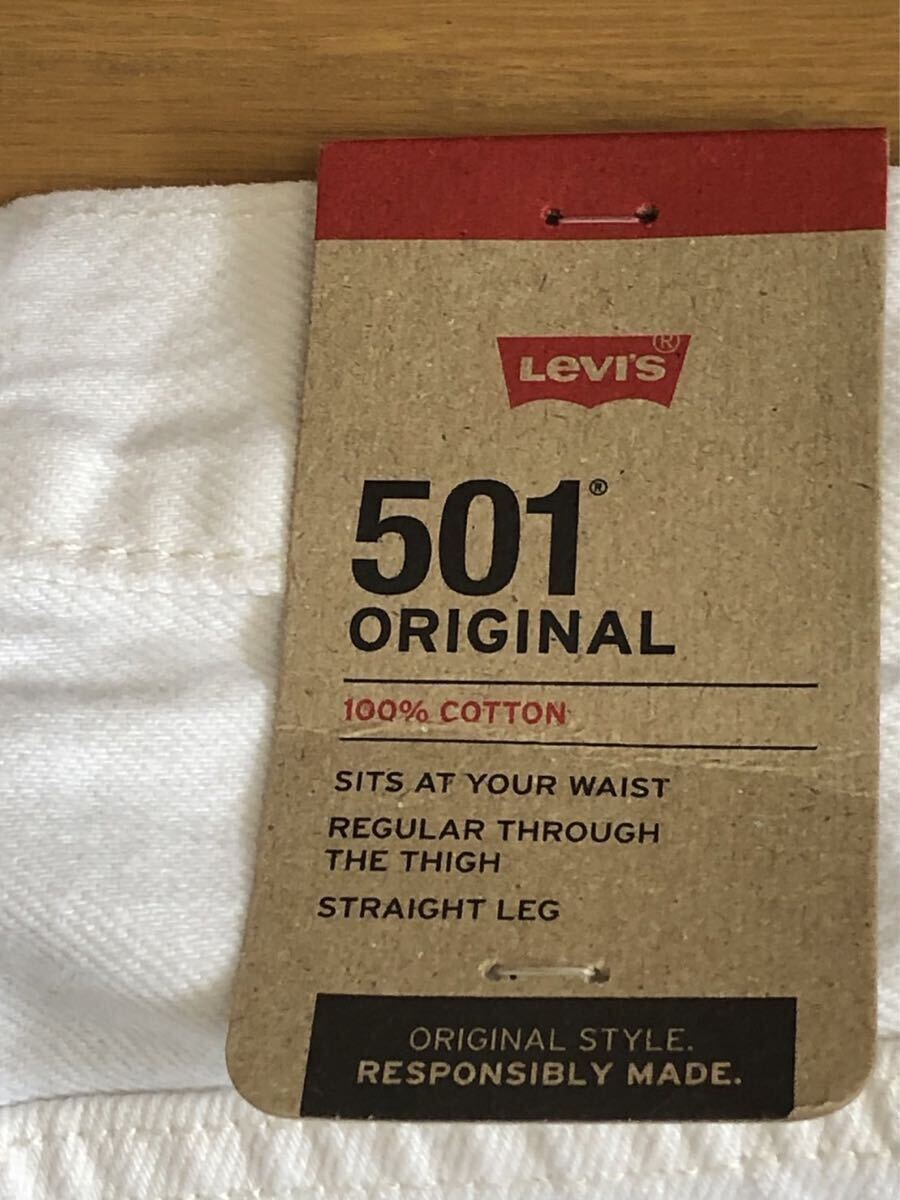 LEVI'S®
501®
ORIGINAL
100% COTTON
SITS AT YOUR WAIST
REGULAR THROUGH
THE THIGH
STRAIGHT LEG
ORIGINAL STYLE.
RESPONSIBLY MADE.